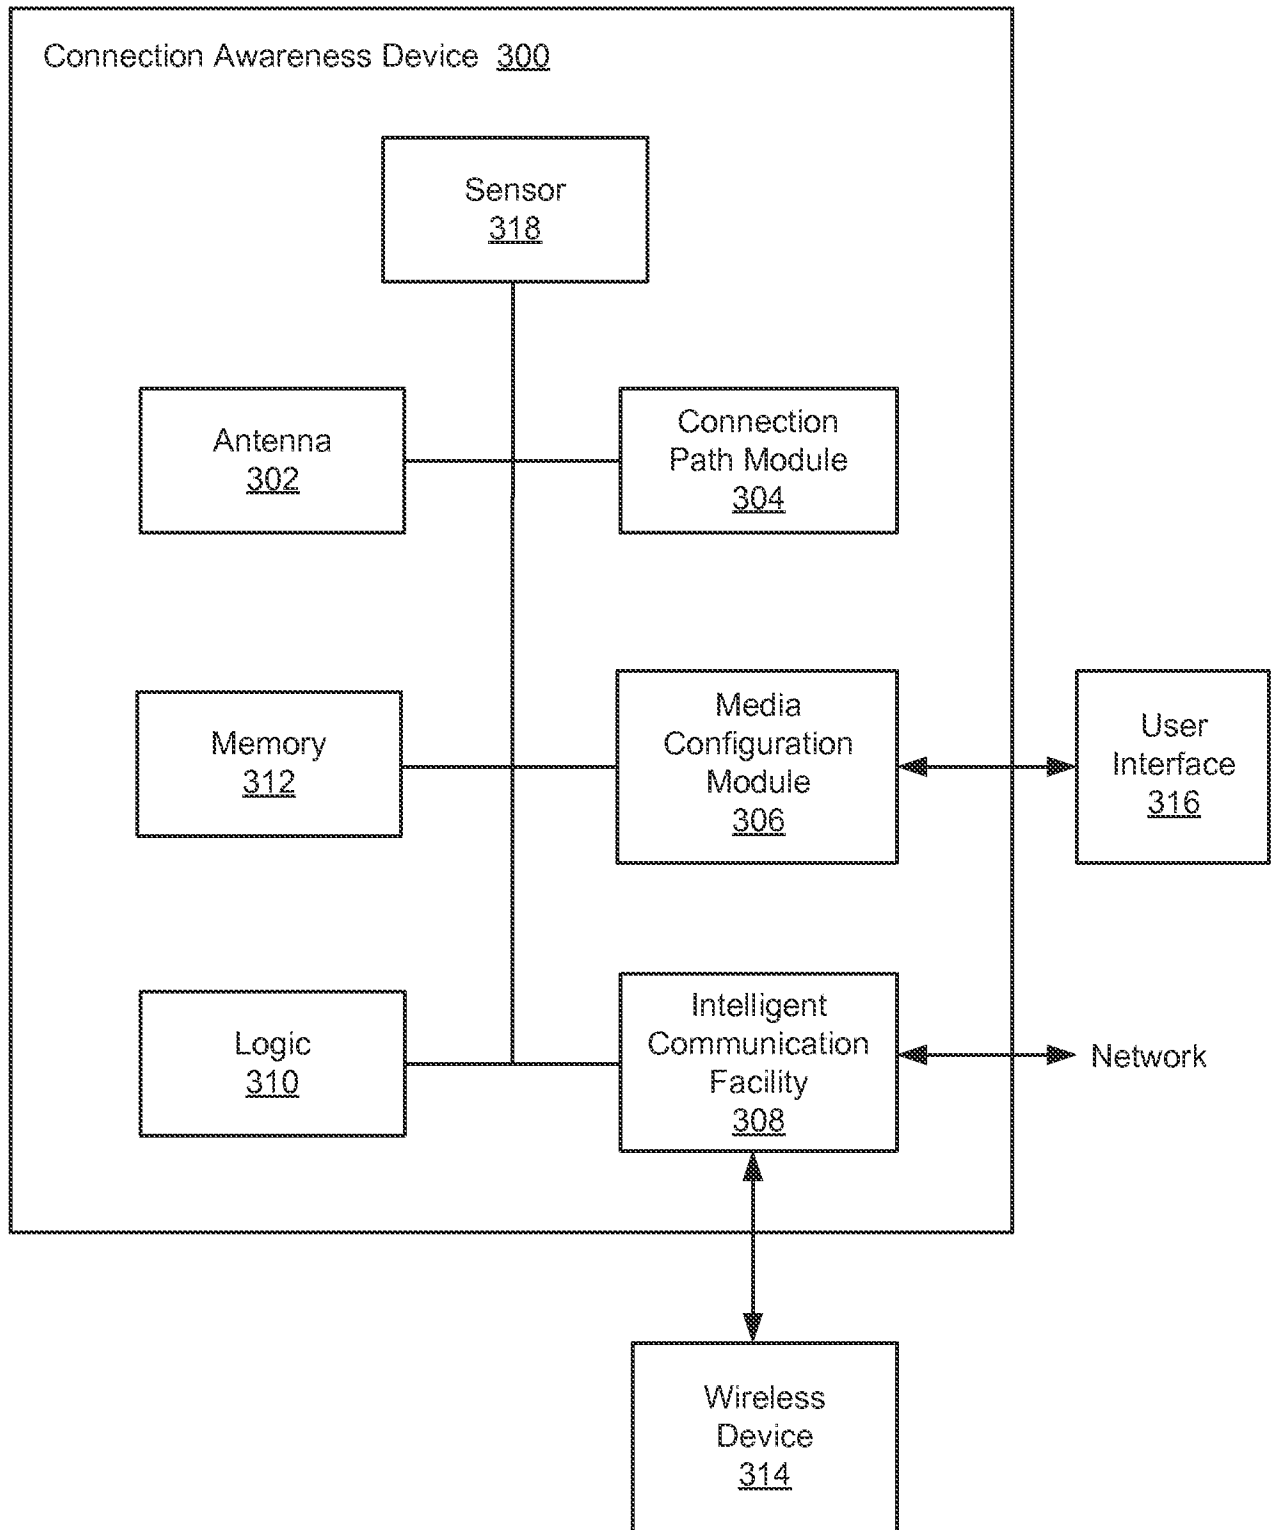 Connection Awareness Device 300
Sensor
318
Antenna
302
Connection
Path Module
304
Memory
312
Media
Configuration
Module
306
User
Interface
316
Logic
310
Intelligent
Communication
Facility
308
Network
Wireless
Device
314